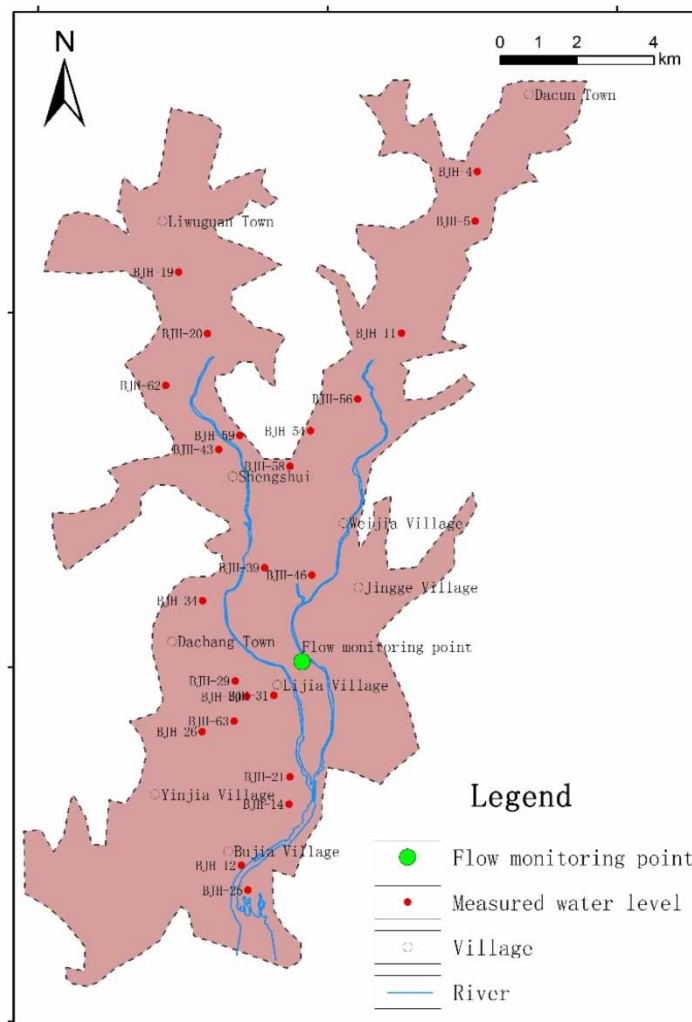 N
0 1 2 4
km
Dacun Town
BJH-4
BJH-5
Liwuguan Town
BJH-19
BJH-20
BJH 11
BJH-62
BJH-56
BJH 54
BJH 59
BJH-43
BJH-58
Shengshui
Weijia Village
BJH-39
BJH-46
Jingge Village
BJH 34
Dachang Town
Flow monitoring point
BJH-29
Lijia Village
BJH-30
BJH-31
BJH-63
BJH 26
BJH-21
Yinjia Village
BJH-14
Bujia Village
BJH 12
BJH-25
Legend
Flow monitoring point
Measured water level
Village
River